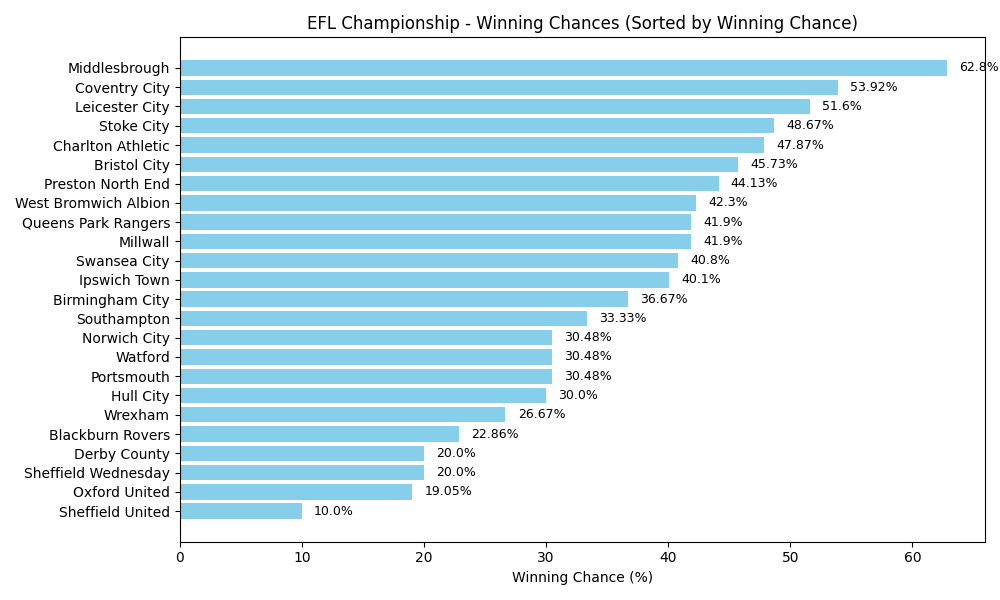 EFL Championship - Winning Chances (Sorted by Winning Chance)
Middlesbrough 62.8%
Coventry City 53.92%
Leicester City 51.6%
Stoke City 48.67%
Charlton Athletic 47.87%
Bristol City 45.73%
Preston North End 44.13%
West Bromwich Albion 42.3%
Queens Park Rangers 41.9%
Millwall 41.9%
Swansea City 40.8%
Ipswich Town 40.1%
Birmingham City 36.67%
Southampton 33.33%
Norwich City 30.48%
Watford 30.48%
Portsmouth 30.48%
Hull City 30.0%
Wrexham 26.67%
Blackburn Rovers 22.86%
Derby County 20.0%
Sheffield Wednesday 20.0%
Oxford United 19.05%
Sheffield United 10.0%
0 10 20 30 40 50 60
Winning Chance (%)